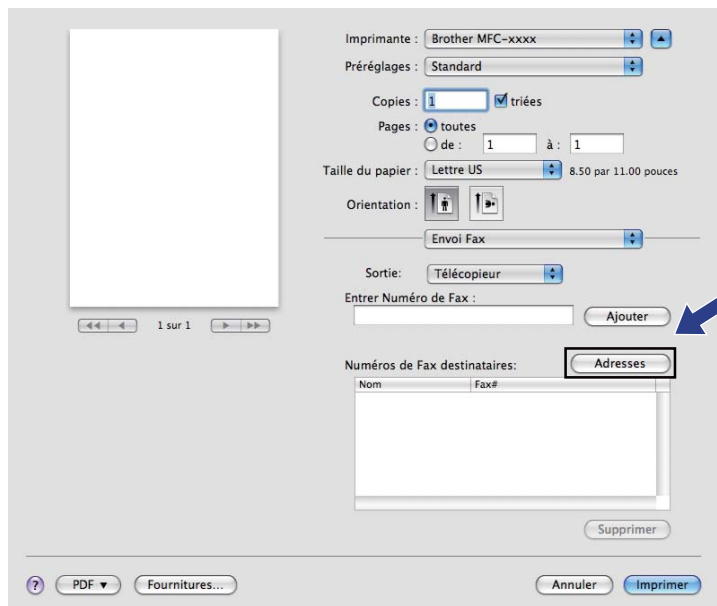 Imprimante : Brother MFC-xxxx
Préréglages : Standard
Copies : 1 triées
Pages : toutes
de : 1 à : 1
Taille du papier : Lettre US 8.50 par 11.00 pouces
Orientation :
Envoi Fax
Sortie: Télécopieur
Entrer Numéro de Fax :
Ajouter
1 sur 1
Numéros de Fax destinataires: Adresses
Nom Fax#
Supprimer
? PDF ▼ Fournitures... Annuler Imprimer